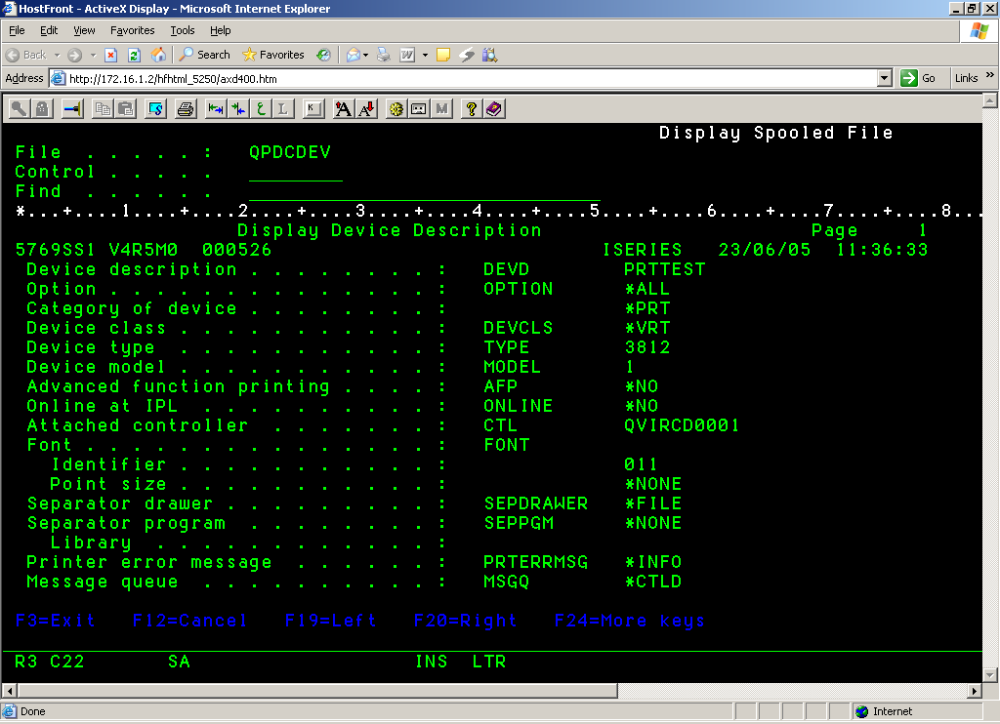 HostFront - ActiveX Display - Microsoft Internet Explorer
File Edit View Favorites Tools Help
Back Search Favorites
Address http://172.16.1.2/hfhtml_5250/axd400.htm Go Links »
Display Spooled File
File . . . . . : QPDCDEV
Control . . . . .
Find . . . . . .
*...+....1....+....2....+....3....+....4....+....5....+....6....+....7....+....8...
Display Device Description Page 1
5769SS1 V4R5M0 000526 ISERIES 23/06/05 11:36:33
Device description . . . . . . . . : DEVD PRTTEST
Option . . . . . . . . . . . . . . : OPTION *ALL
Category of device . . . . . . . . : *PRT
Device class . . . . . . . . . . . : DEVCLS *VRT
Device type . . . . . . . . . . . : TYPE 3812
Device model . . . . . . . . . . . : MODEL 1
Advanced function printing . . . . : AFP *NO
Online at IPL . . . . . . . . . . : ONLINE *NO
Attached controller . . . . . . . : CTL QVIRCD0001
Font . . . . . . . . . . . . . . . : FONT
Identifier . . . . . . . . . . . : 011
Point size . . . . . . . . . . . : *NONE
Separator drawer . . . . . . . . . : SEPDRAWER *FILE
Separator program . . . . . . . . : SEPPGM *NONE
Library . . . . . . . . . . . . :
Printer error message . . . . . . : PRTERRMSG *INFO
Message queue . . . . . . . . . . : MSGQ *CTLD
F3=Exit F12=Cancel F19=Left F20=Right F24=More keys
R3 C22 SA INS LTR
Done Internet